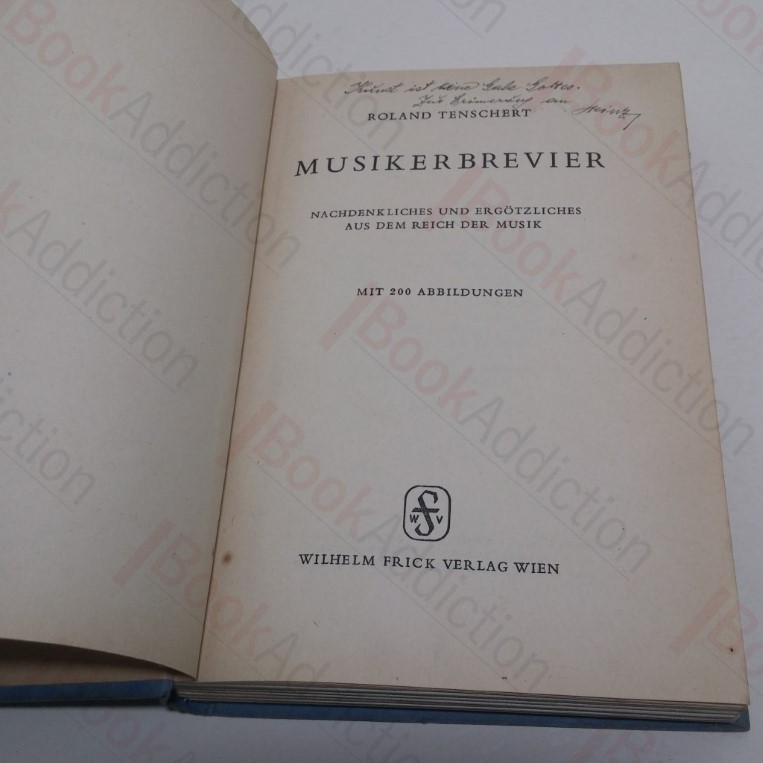 Kunst ist eine Gabe Gottes.
Zur Erinnerung an
Heinz
ROLAND TENSCHERT
MUSIKERBREVIER
NACHDENKLICHES UND ERGÖTZLICHES
AUS DEM REICH DER MUSIK
MIT 200 ABBILDUNGEN
W F V
WILHELM FRICK VERLAG WIEN
BookAddiction